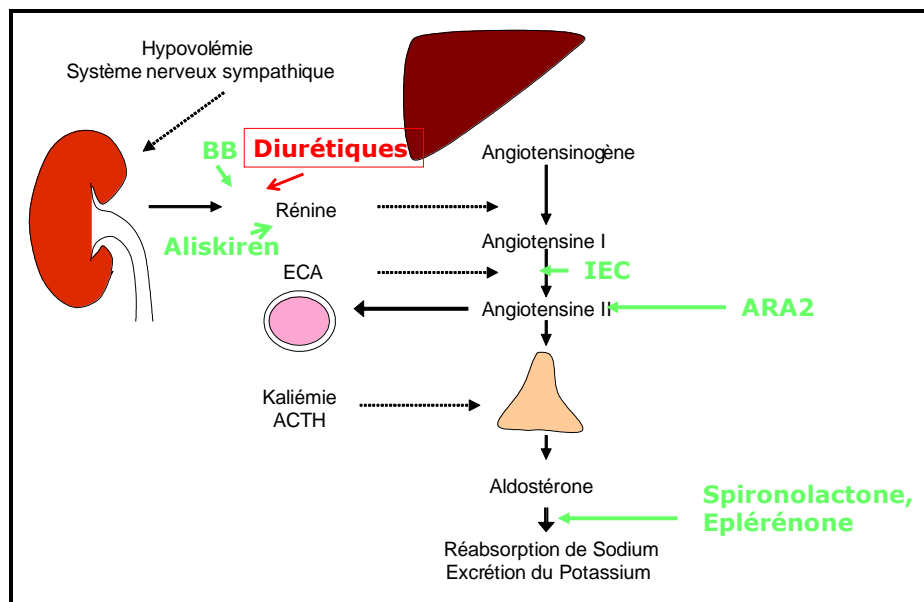 Hypovolémie
Système nerveux sympathique
BB
Diurétiques
Angiotensinogène
Rénine
Aliskiren
Angiotensine I
ECA
IEC
Angiotensine II
ARA2
Kaliémie
ACTH
Aldostérone
Spironolactone,
Eplérénone
Réabsorption de Sodium
Excrétion du Potassium